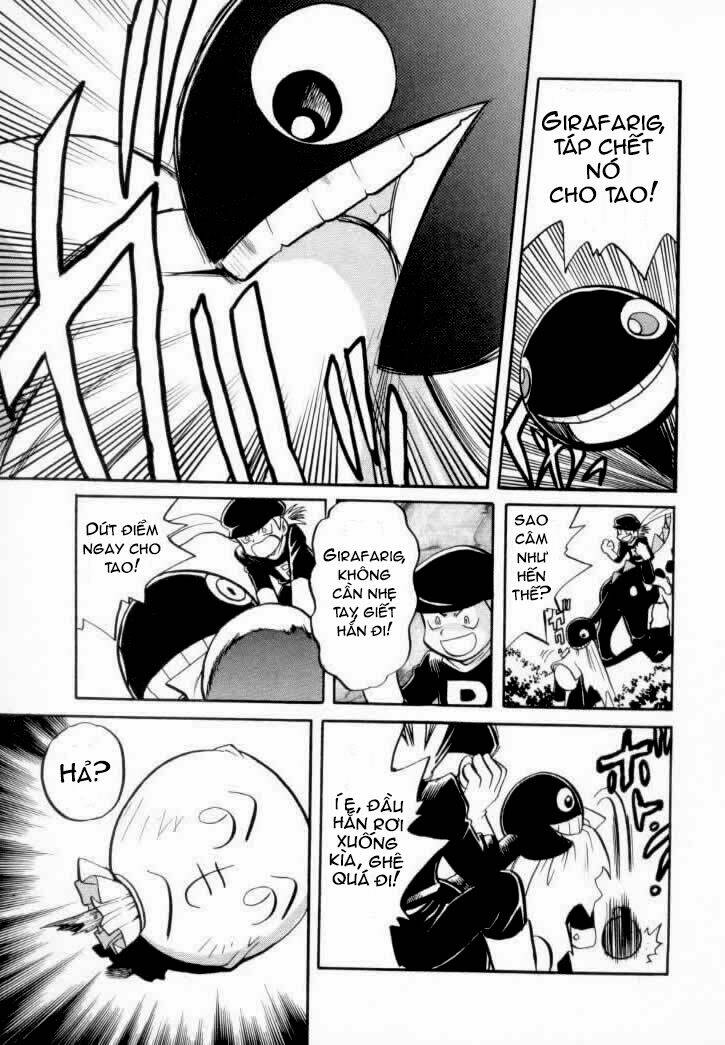 GIRAFARIG,
TÁP CHẾT
NÓ
CHO TAO!
SAO
CÂM
NHƯ
HẾN
THẾ?
GIRAFARIG,
KHÔNG
CẦN NHẸ
TAY, GIẾT
HẮN ĐI!
D
DỨT ĐIỂM
NGAY CHO
TAO!
ÍE, ĐẦU
HẮN RƠI
XUỐNG
KÌA, GHÊ
QUÁ ĐI!
HẢ?